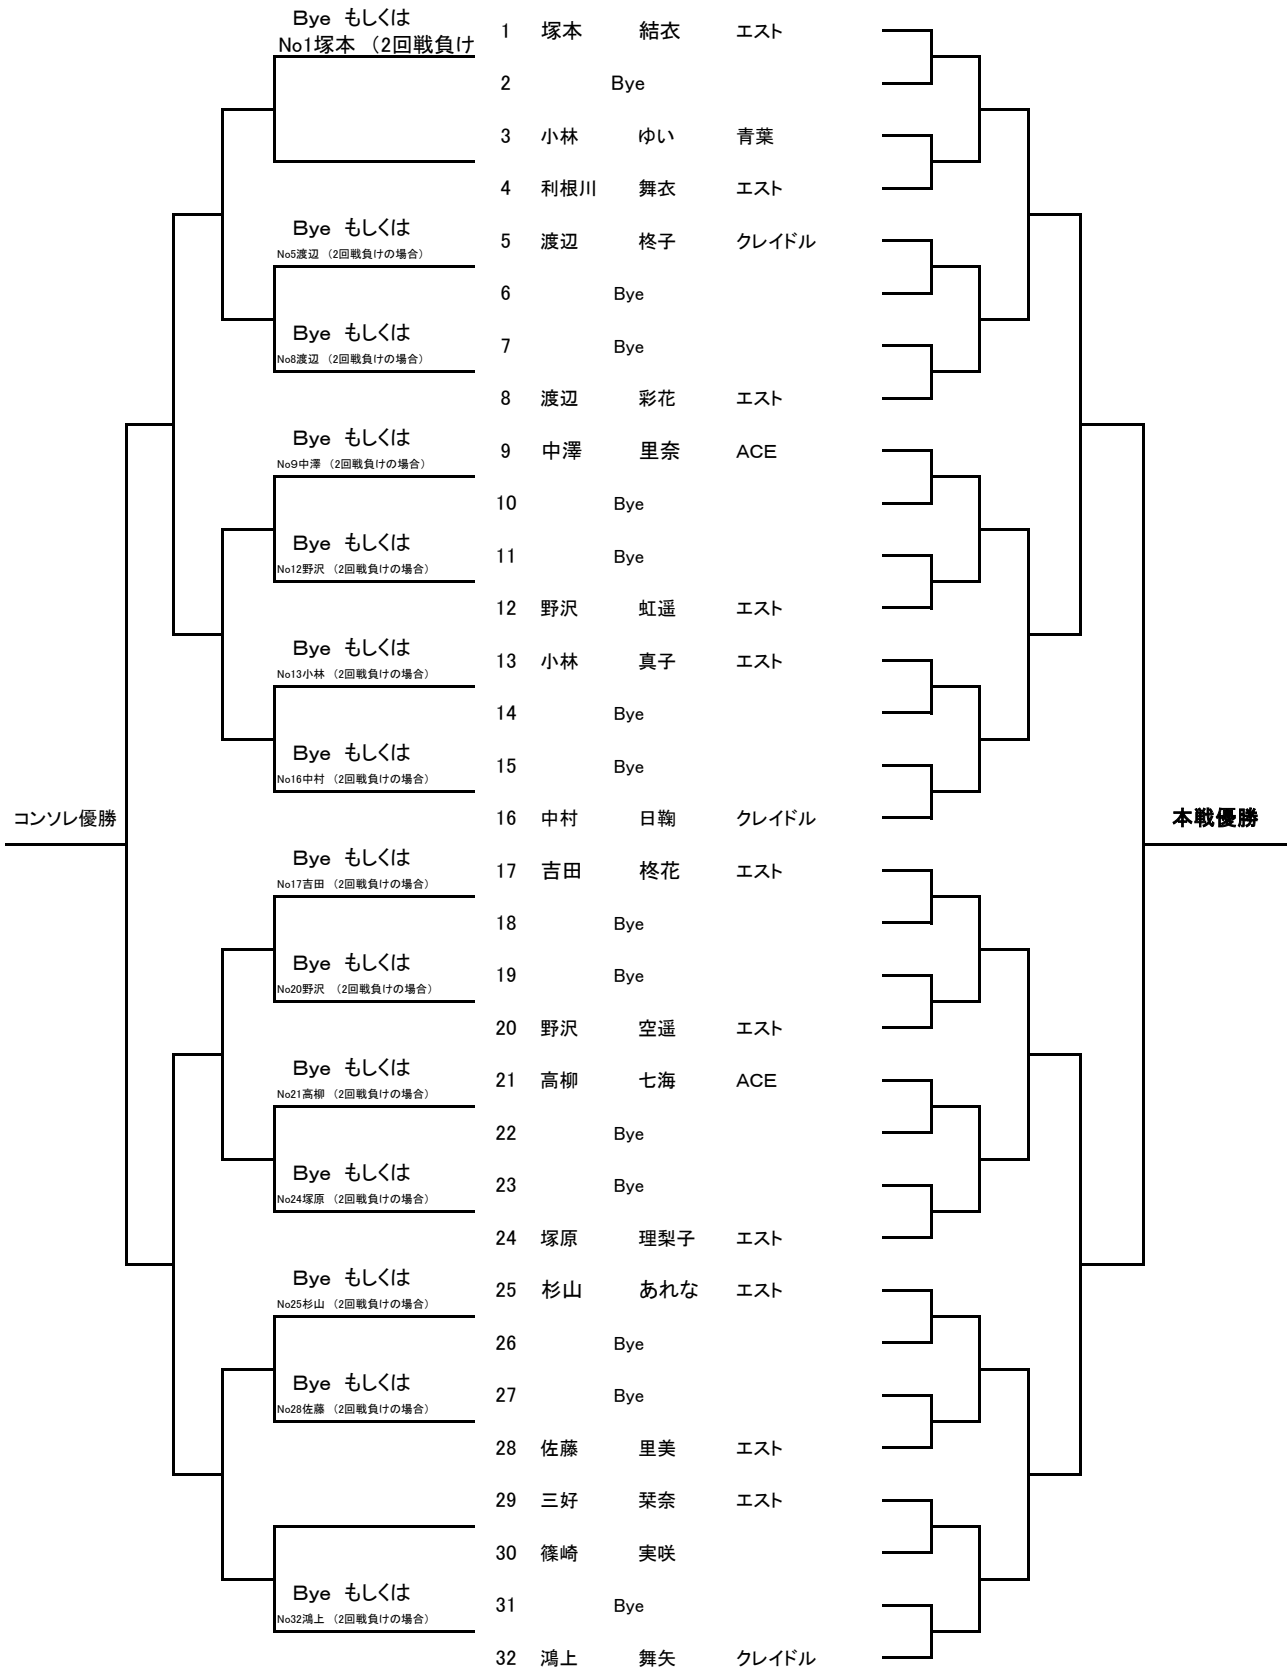 Bye もしくは
No1塚本 （2回戦負け
1 塚本 結衣 エスト
2 Bye
3 小林 ゆい 青葉
4 利根川 舞衣 エスト
Bye もしくは
No5渡辺 （2回戦負けの場合）
5 渡辺 柊子 クレイドル
6 Bye
Bye もしくは
No8渡辺 （2回戦負けの場合）
7 Bye
8 渡辺 彩花 エスト
Bye もしくは
No9中澤 （2回戦負けの場合）
9 中澤 里奈 ACE
10 Bye
Bye もしくは
No12野沢 （2回戦負けの場合）
11 Bye
12 野沢 虹遥 エスト
Bye もしくは
No13小林 （2回戦負けの場合）
13 小林 真子 エスト
14 Bye
Bye もしくは
No16中村 （2回戦負けの場合）
15 Bye
コンソレ優勝
16 中村 日鞠 クレイドル
本戦優勝
Bye もしくは
No17吉田 （2回戦負けの場合）
17 吉田 柊花 エスト
18 Bye
Bye もしくは
No20野沢 （2回戦負けの場合）
19 Bye
20 野沢 空遥 エスト
Bye もしくは
No21高柳 （2回戦負けの場合）
21 高柳 七海 ACE
22 Bye
Bye もしくは
No24塚原 （2回戦負けの場合）
23 Bye
24 塚原 理梨子 エスト
Bye もしくは
No25杉山 （2回戦負けの場合）
25 杉山 あれな エスト
26 Bye
Bye もしくは
No28佐藤 （2回戦負けの場合）
27 Bye
28 佐藤 里美 エスト
29 三好 栞奈 エスト
30 篠崎 実咲
Bye もしくは
No32鴻上 （2回戦負けの場合）
31 Bye
32 鴻上 舞矢 クレイドル